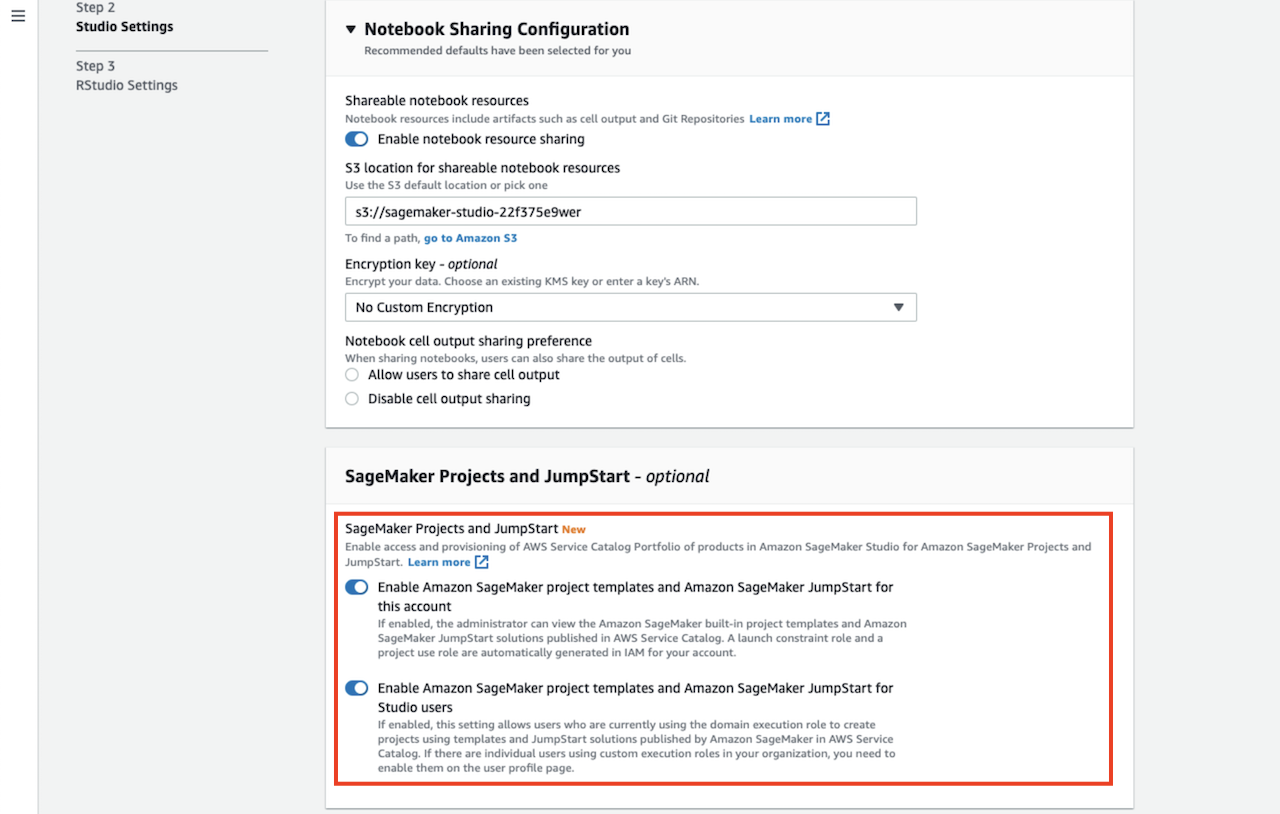 Step 2
Studio Settings
Step 3
RStudio Settings
Notebook Sharing Configuration
Recommended defaults have been selected for you
Shareable notebook resources
Notebook resources include artifacts such as cell output and Git Repositories Learn more
Enable notebook resource sharing
S3 location for shareable notebook resources
Use the S3 default location or pick one
s3://sagemaker-studio-22f375e9wer
To find a path, go to Amazon S3
Encryption key - optional
Encrypt your data. Choose an existing KMS key or enter a key's ARN.
No Custom Encryption
Notebook cell output sharing preference
When sharing notebooks, users can also share the output of cells.
Allow users to share cell output
Disable cell output sharing
SageMaker Projects and JumpStart - optional
SageMaker Projects and JumpStart New
Enable access and provisioning of AWS Service Catalog Portfolio of products in Amazon SageMaker Studio for Amazon SageMaker Projects and
JumpStart. Learn more
Enable Amazon SageMaker project templates and Amazon SageMaker JumpStart for
this account
If enabled, the administrator can view the Amazon SageMaker built-in project templates and Amazon
SageMaker JumpStart solutions published in AWS Service Catalog. A launch constraint role and a
project use role are automatically generated in IAM for your account.
Enable Amazon SageMaker project templates and Amazon SageMaker JumpStart for
Studio users
If enabled, this setting allows users who are currently using the domain execution role to create
projects using templates and JumpStart solutions published by Amazon SageMaker in AWS Service
Catalog. If there are individual users using custom execution roles in your organization, you need to
enable them on the user profile page.